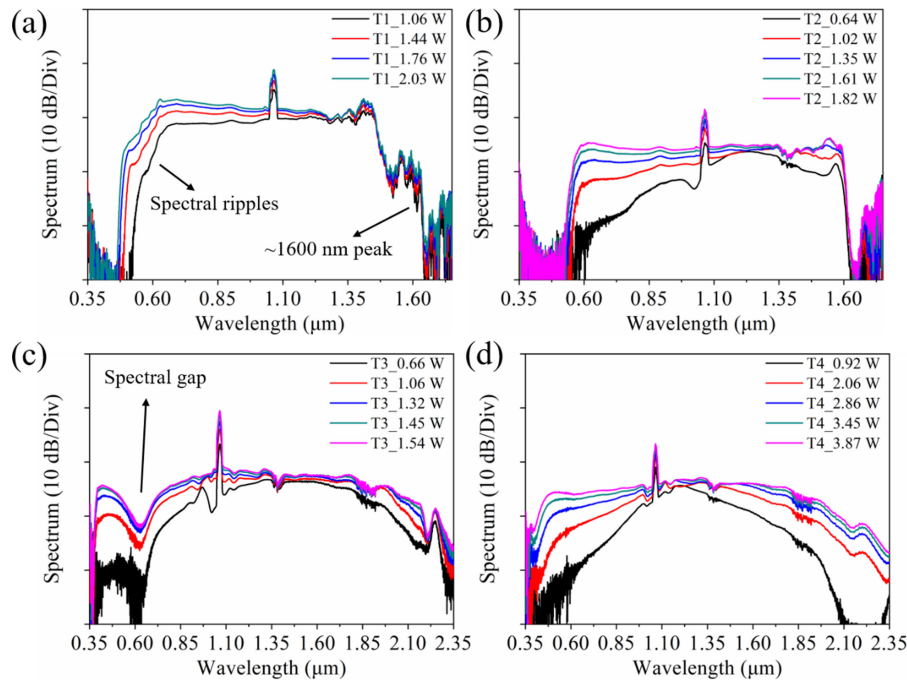 (a)
T1_1.06 W
T1_1.44 W
T1_1.76 W
T1_2.03 W
Spectral ripples
~1600 nm peak
Spectrum (10 dB/Div)
0.35 0.60 0.85 1.10 1.35 1.60
Wavelength (μm)
(b)
T2_0.64 W
T2_1.02 W
T2_1.35 W
T2_1.61 W
T2_1.82 W
Spectrum (10 dB/Div)
0.35 0.60 0.85 1.10 1.35 1.60
Wavelength (μm)
(c)
Spectral gap
T3_0.66 W
T3_1.06 W
T3_1.32 W
T3_1.45 W
T3_1.54 W
Spectrum (10 dB/Div)
0.35 0.60 0.85 1.10 1.35 1.60 1.85 2.10 2.35
Wavelength (μm)
(d)
T4_0.92 W
T4_2.06 W
T4_2.86 W
T4_3.45 W
T4_3.87 W
Spectrum (10 dB/Div)
0.35 0.60 0.85 1.10 1.35 1.60 1.85 2.10 2.35
Wavelength (μm)